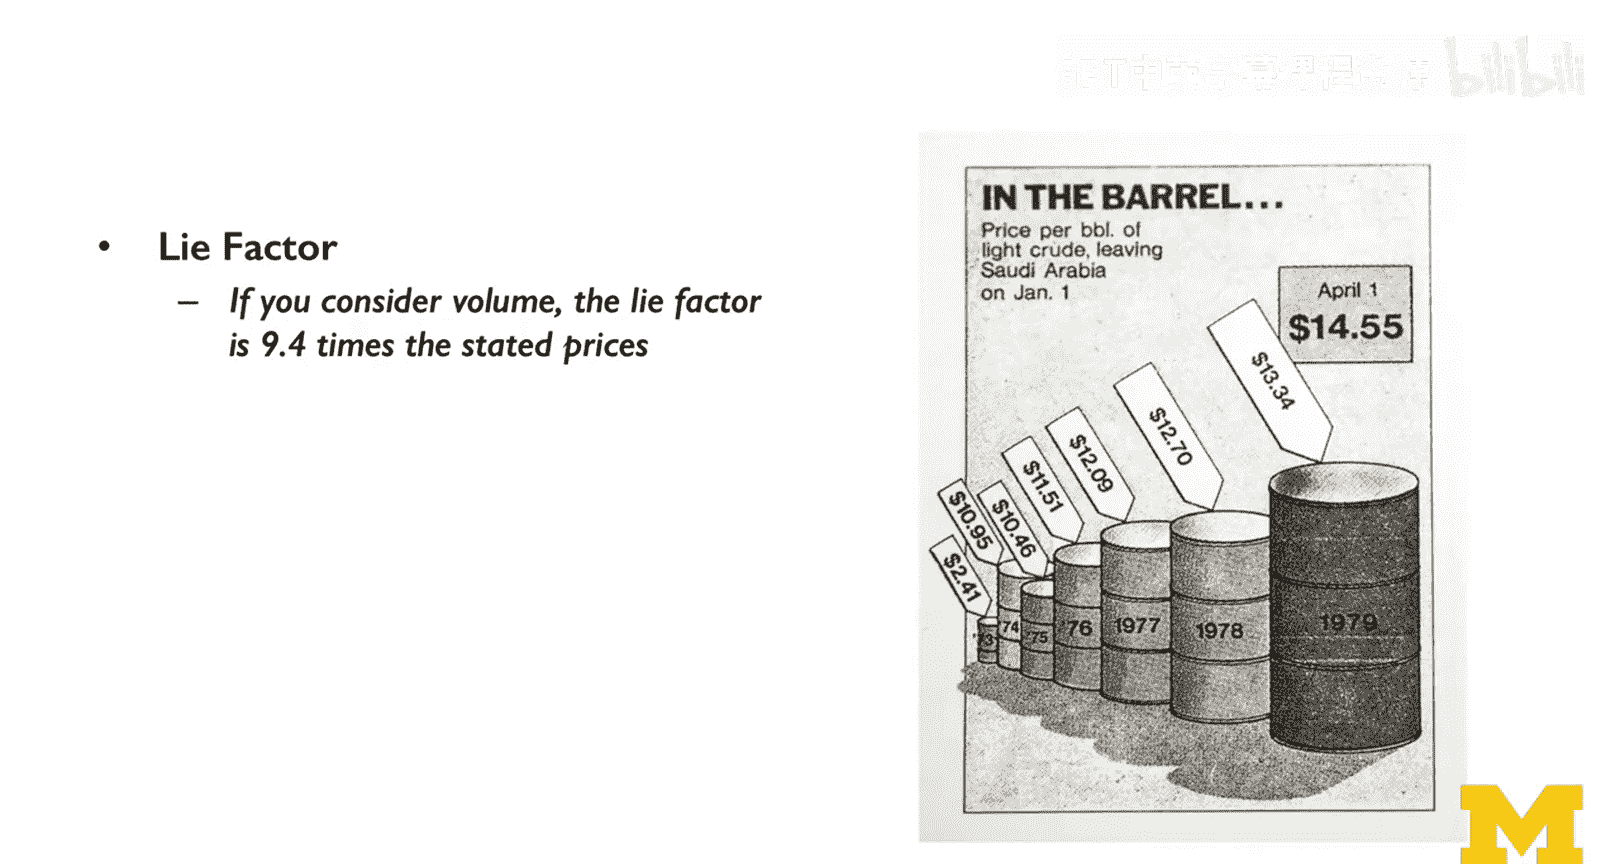 • Lie Factor
– If you consider volume, the lie factor
is 9.4 times the stated prices
IN THE BARREL...
Price per bbl. of
light crude, leaving
Saudi Arabia
on Jan. 1
April 1
$14.55
$13.34
$12.70
$12.09
$11.51
$10.46
$10.95
$2.41
'73
'74
'75
'76
1977
1978
1979
bilibili
M